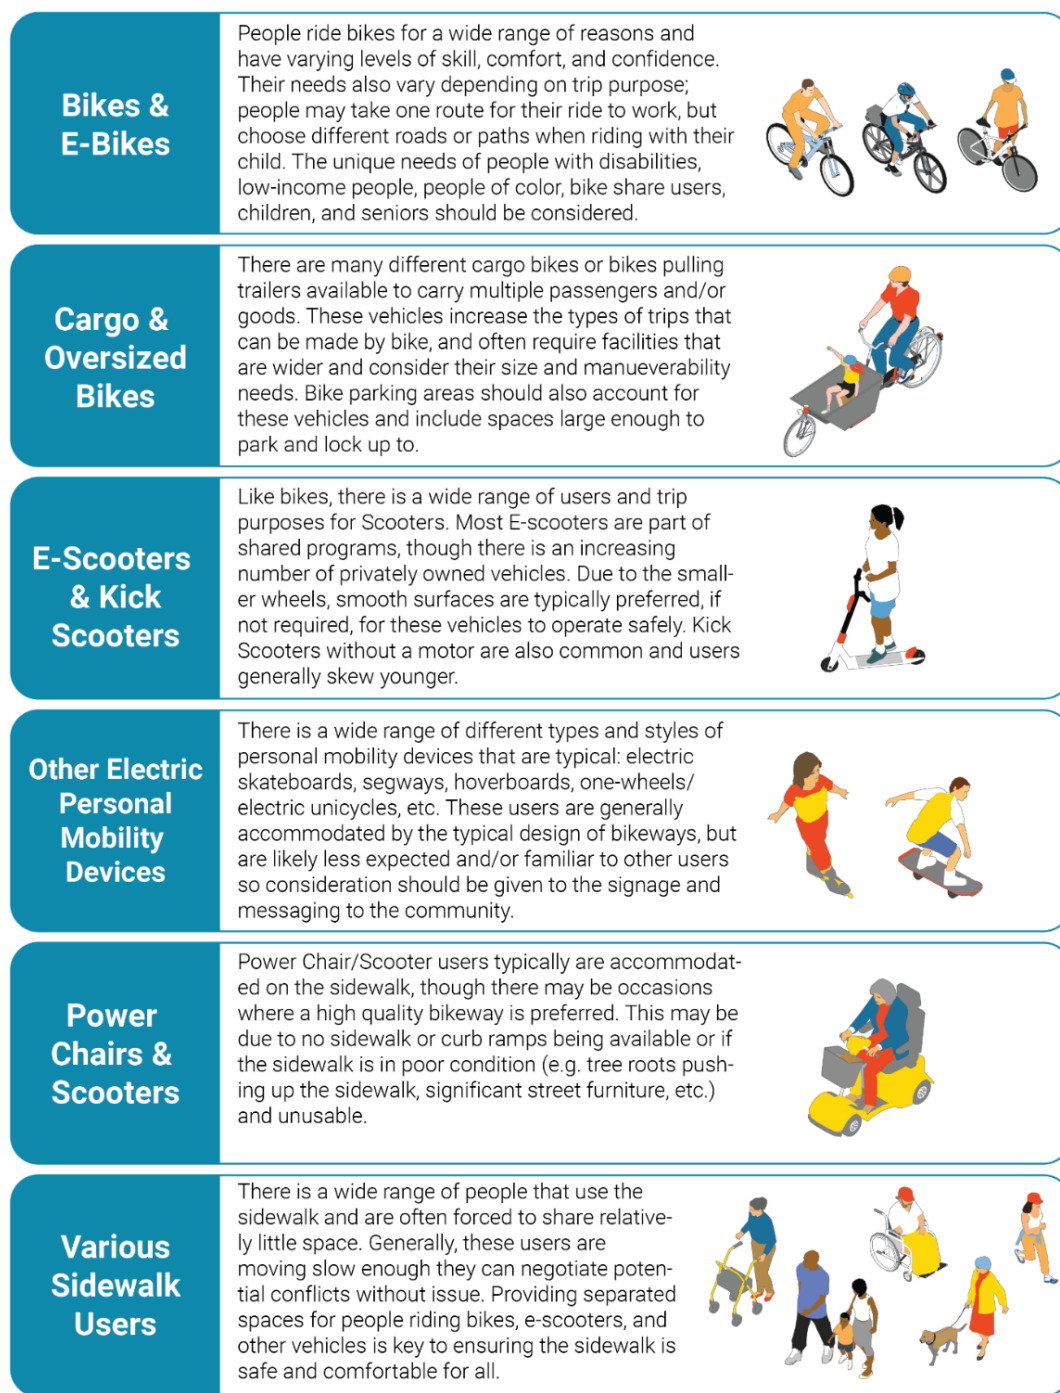 Bikes &
E-Bikes
People ride bikes for a wide range of reasons and
have varying levels of skill, comfort, and confidence.
Their needs also vary depending on trip purpose;
people may take one route for their ride to work, but
choose different roads or paths when riding with their
child. The unique needs of people with disabilities,
low-income people, people of color, bike share users,
children, and seniors should be considered.
Cargo &
Oversized
Bikes
There are many different cargo bikes or bikes pulling
trailers available to carry multiple passengers and/or
goods. These vehicles increase the types of trips that
can be made by bike, and often require facilities that
are wider and consider their size and manueverability
needs. Bike parking areas should also account for
these vehicles and include spaces large enough to
park and lock up to.
E-Scooters
& Kick
Scooters
Like bikes, there is a wide range of users and trip
purposes for Scooters. Most E-scooters are part of
shared programs, though there is an increasing
number of privately owned vehicles. Due to the small-
er wheels, smooth surfaces are typically preferred, if
not required, for these vehicles to operate safely. Kick
Scooters without a motor are also common and users
generally skew younger.
Other Electric
Personal
Mobility
Devices
There is a wide range of different types and styles of
personal mobility devices that are typical: electric
skateboards, segways, hoverboards, one-wheels/
electric unicycles, etc. These users are generally
accommodated by the typical design of bikeways, but
are likely less expected and/or familiar to other users
so consideration should be given to the signage and
messaging to the community.
Power
Chairs &
Scooters
Power Chair/Scooter users typically are accommodat-
ed on the sidewalk, though there may be occasions
where a high quality bikeway is preferred. This may be
due to no sidewalk or curb ramps being available or if
the sidewalk is in poor condition (e.g. tree roots push-
ing up the sidewalk, significant street furniture, etc.)
and unusable.
Various
Sidewalk
Users
There is a wide range of people that use the
sidewalk and are often forced to share relative-
ly little space. Generally, these users are
moving slow enough they can negotiate poten-
tial conflicts without issue. Providing separated
spaces for people riding bikes, e-scooters, and
other vehicles is key to ensuring the sidewalk is
safe and comfortable for all.